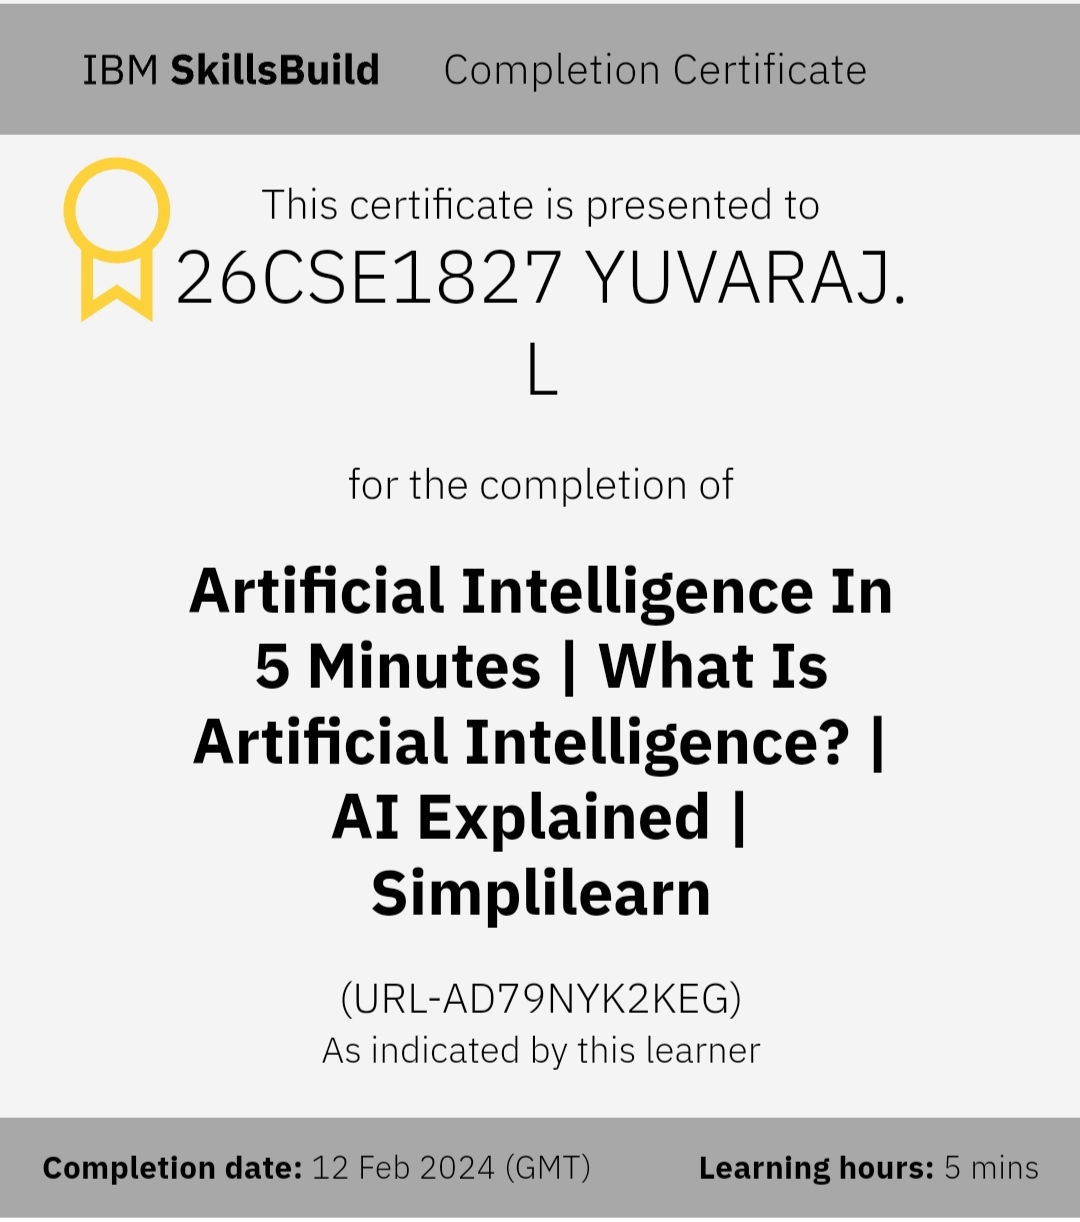 IBM SkillsBuild Completion Certificate
This certificate is presented to
26CSE1827 YUVARAJ.
L
for the completion of
Artificial Intelligence In
5 Minutes | What Is
Artificial Intelligence? |
AI Explained |
Simplilearn
(URL-AD79NYK2KEG)
As indicated by this learner
Completion date: 12 Feb 2024 (GMT) Learning hours: 5 mins